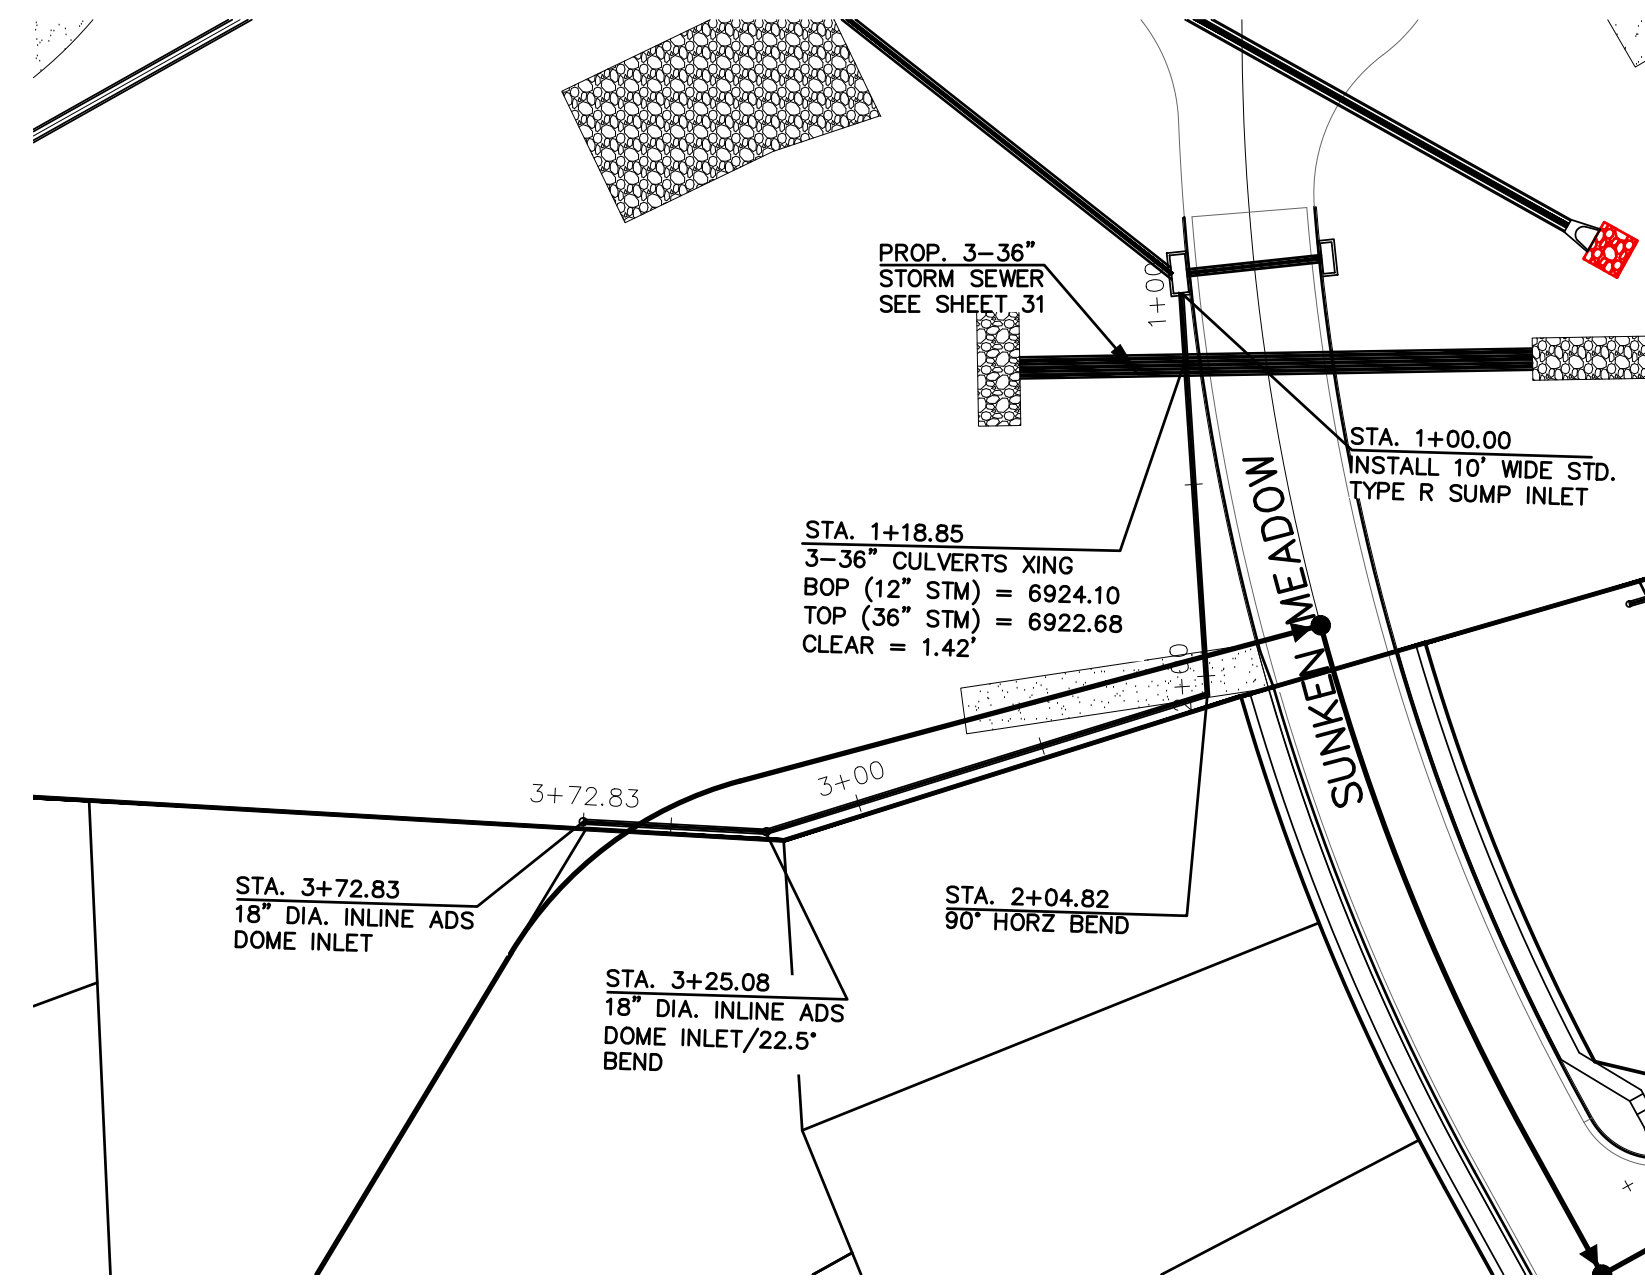 PROP. 3-36"
STORM SEWER
SEE SHEET 31
1+00
STA. 1+00.00
INSTALL 10' WIDE STD.
TYPE R SUMP INLET
STA. 1+18.85
3-36" CULVERTS XING
BOP (12" STM) = 6924.10
TOP (36" STM) = 6922.68
CLEAR = 1.42'
SUNKEN MEADOW
2+00
3+00
3+72.83
STA. 3+72.83
18" DIA. INLINE ADS
DOME INLET
STA. 2+04.82
90° HORZ BEND
STA. 3+25.08
18" DIA. INLINE ADS
DOME INLET/22.5°
BEND